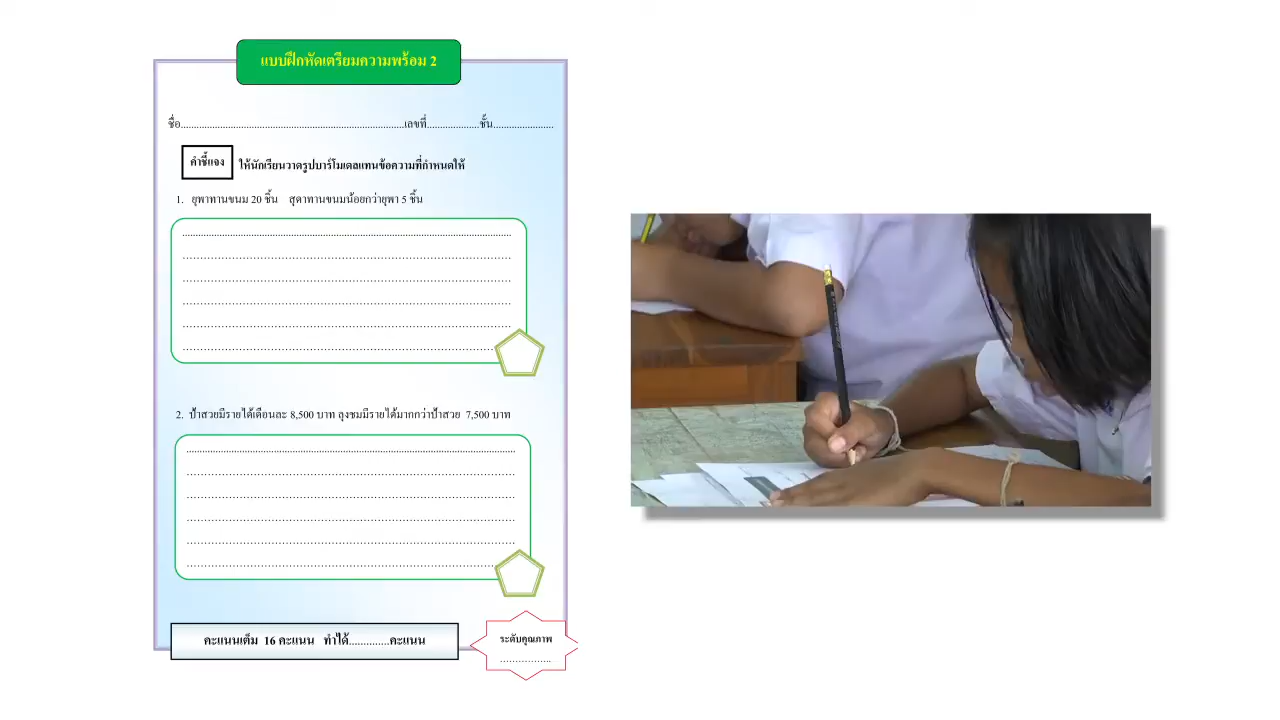 แบบฝึกหัดเตรียมความพร้อม 2
ชื่อ..........................................................................เลขที่..................ชั้น....................
คำชี้แจง ให้นักเรียนวาดรูปบาร์โมเดลแทนข้อความที่กำหนดให้
1. ยุพาทานขนม 20 ชิ้น สุดาทานขนมน้อยกว่ายุพา 5 ชิ้น
2. ป้าสวยมีรายได้เดือนละ 8,500 บาท ลุงชมมีรายได้มากกว่าป้าสวย 7,500 บาท
คะแนนเต็ม 16 คะแนน ทำได้..............คะแนน
ระดับคุณภาพ
.................